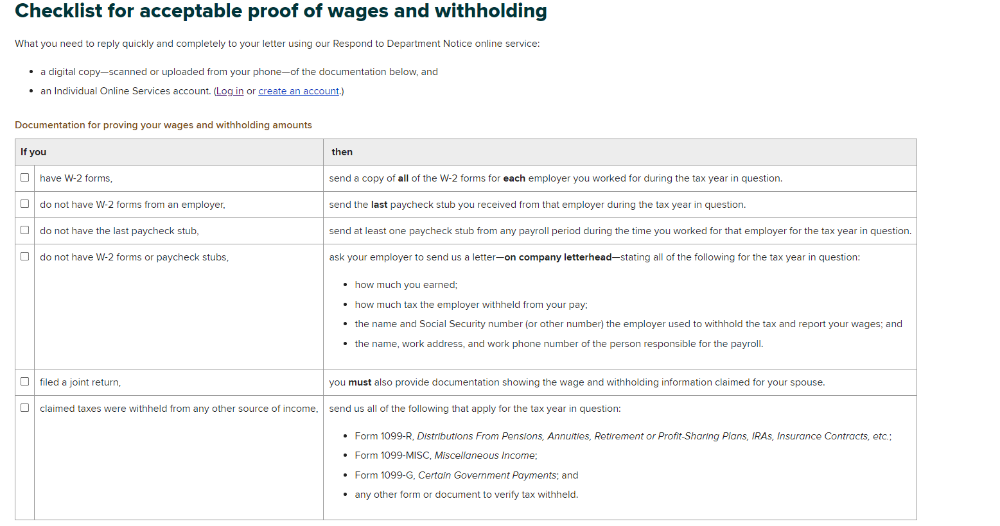 Checklist for acceptable proof of wages and withholding
What you need to reply quickly and completely to your letter using our Respond to Department Notice online service:
• a digital copy—scanned or uploaded from your phone—of the documentation below, and
• an Individual Online Services account. (Log in or create an account.)
Documentation for proving your wages and withholding amounts
If you then
have W-2 forms, send a copy of all of the W-2 forms for each employer you worked for during the tax year in question.
do not have W-2 forms from an employer, send the last paycheck stub you received from that employer during the tax year in question.
do not have the last paycheck stub, send at least one paycheck stub from any payroll period during the time you worked for that employer for the tax year in question.
do not have W-2 forms or paycheck stubs, ask your employer to send us a letter—on company letterhead—stating all of the following for the tax year in question:
• how much you earned;
• how much tax the employer withheld from your pay;
• the name and Social Security number (or other number) the employer used to withhold the tax and report your wages; and
• the name, work address, and work phone number of the person responsible for the payroll.
filed a joint return, you must also provide documentation showing the wage and withholding information claimed for your spouse.
claimed taxes were withheld from any other source of income, send us all of the following that apply for the tax year in question:
• Form 1099-R, Distributions From Pensions, Annuities, Retirement or Profit-Sharing Plans, IRAs, Insurance Contracts, etc.;
• Form 1099-MISC, Miscellaneous Income;
• Form 1099-G, Certain Government Payments; and
• any other form or document to verify tax withheld.